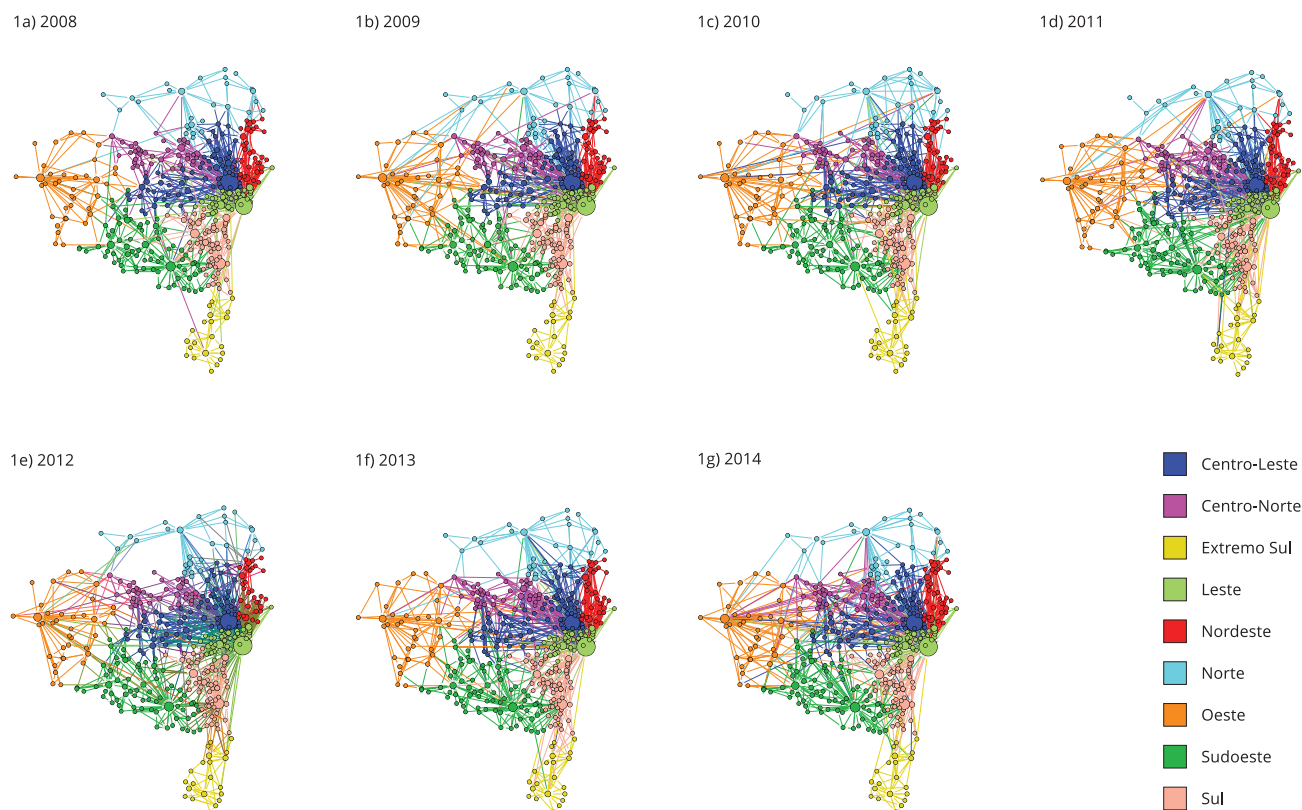 1a) 2008
1b) 2009
1c) 2010
1d) 2011
1e) 2012
1f) 2013
1g) 2014
Centro-Leste
Centro-Norte
Extremo Sul
Leste
Nordeste
Norte
Oeste
Sudoeste
Sul